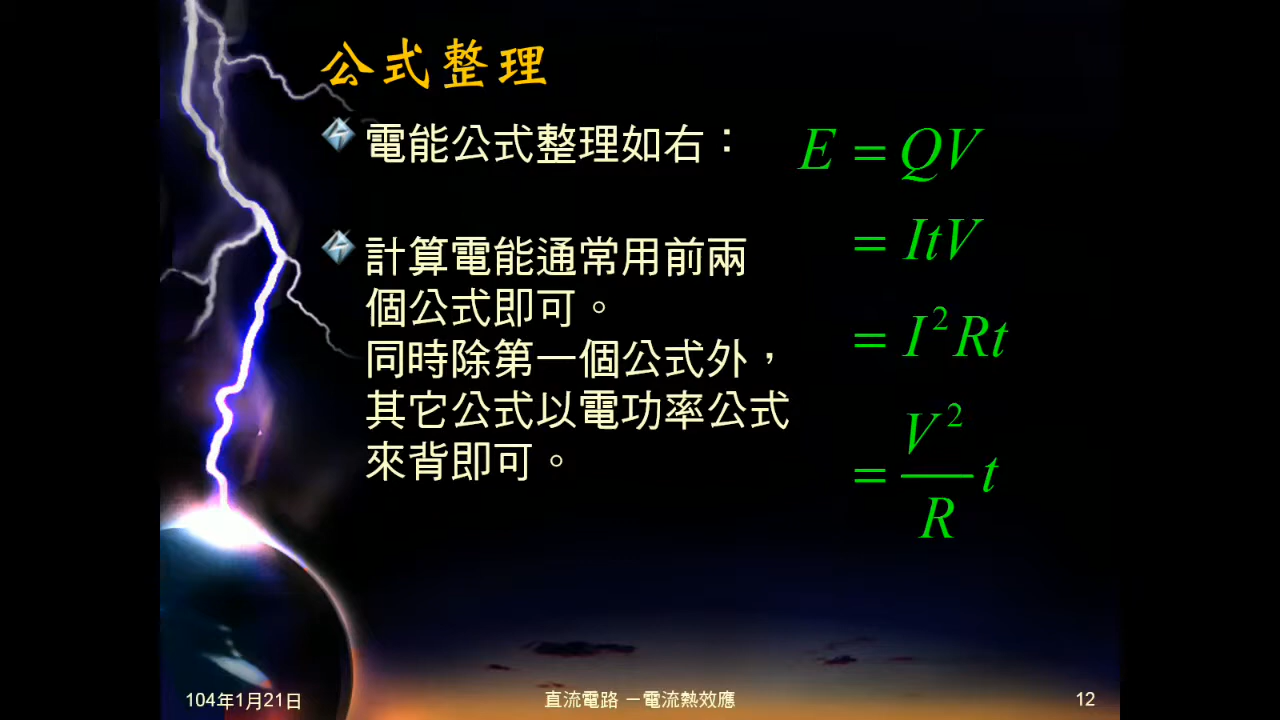 公式整理
電能公式整理如右：
E = QV
= ItV
= I²Rt
= V²/R t
計算電能通常用前兩
個公式即可。
同時除第一個公式外，
其它公式以電功率公式
來背即可。
104年1月21日
直流電路 －電流熱效應
12